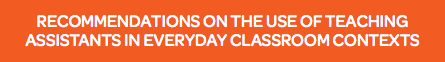 RECOMMENDATIONS ON THE USE OF TEACHING
ASSISTANTS IN EVERYDAY CLASSROOM CONTEXTS